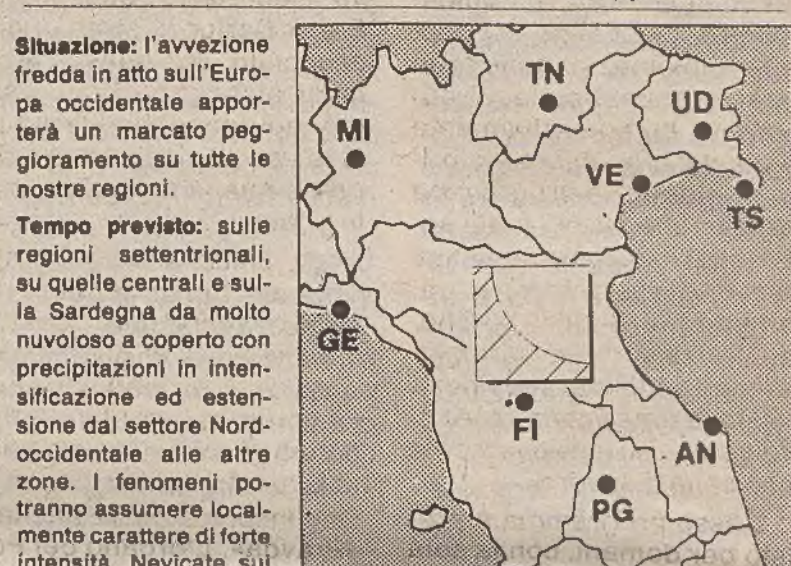 Situazione: l'avvezione
fredda in atto sull'Euro-
pa occidentale appor-
terà un marcato peg-
gioramento su tutte le
nostre regioni.
Tempo previsto: sulle
regioni settentrionali,
su quelle centrali e sul-
la Sardegna da molto
nuvoloso a coperto con
precipitazioni in inten-
sificazione ed esten-
sione dal settore Nord-
occidentale alle altre
zone. I fenomeni po-
tranno assumere local-
mente carattere di forte
intensità. Nevicate sui
TN
UD
MI
VE
TS
GE
FI
AN
PG